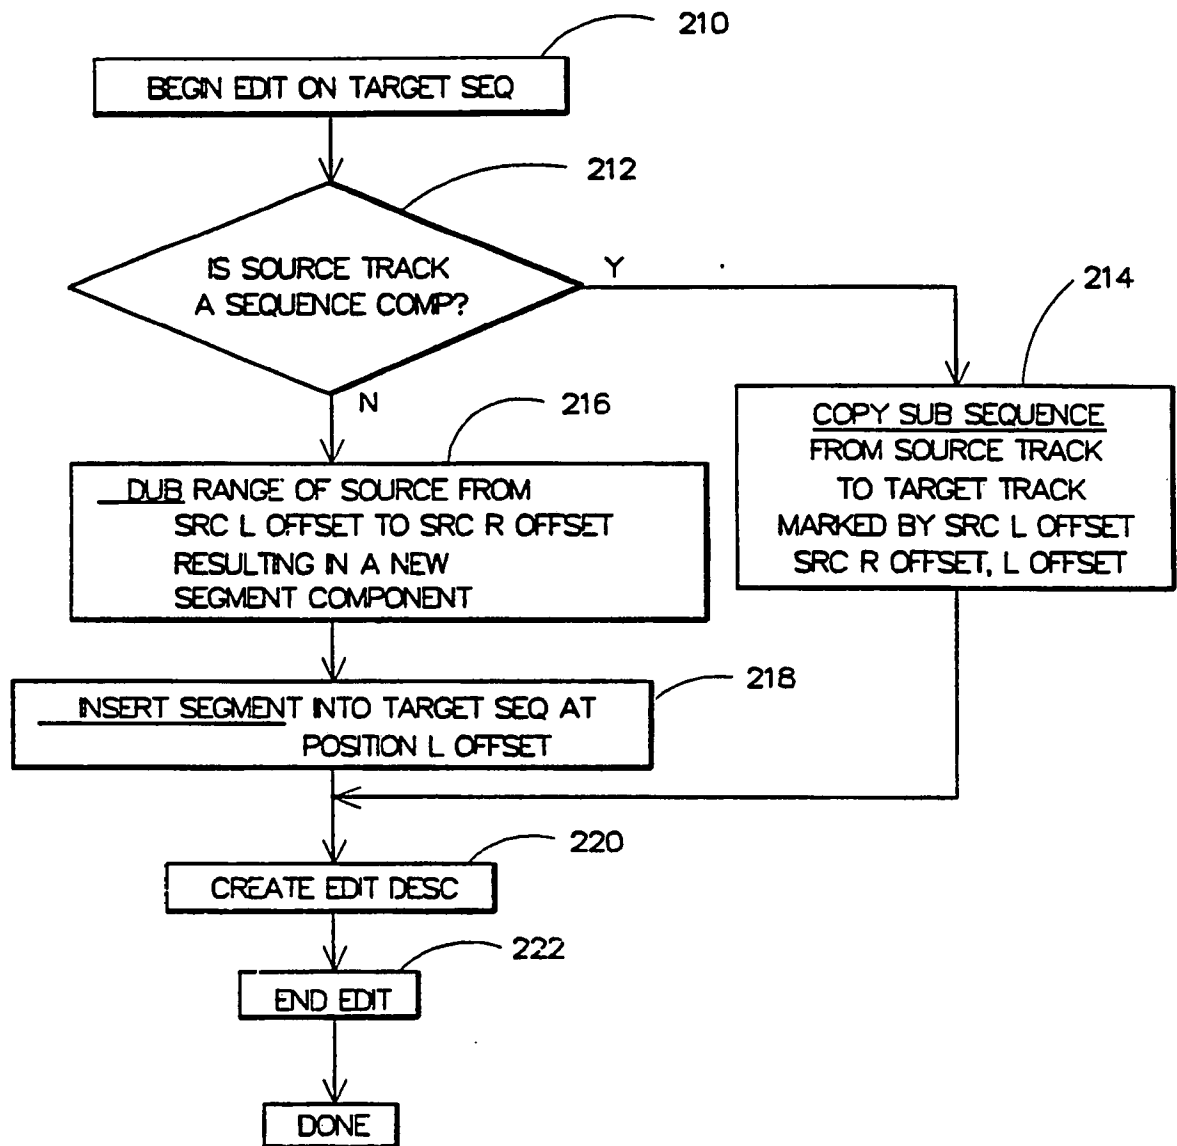 210
BEGIN EDIT ON TARGET SEQ
212
IS SOURCE TRACK
A SEQUENCE COMP?
Y
N
214
COPY SUB SEQUENCE
FROM SOURCE TRACK
TO TARGET TRACK
MARKED BY SRC L OFFSET
SRC R OFFSET, L OFFSET
216
DUB RANGE OF SOURCE FROM
SRC L OFFSET TO SRC R OFFSET
RESULTING IN A NEW
SEGMENT COMPONENT
218
INSERT SEGMENT INTO TARGET SEQ AT
POSITION L OFFSET
220
CREATE EDIT DESC
222
END EDIT
DONE